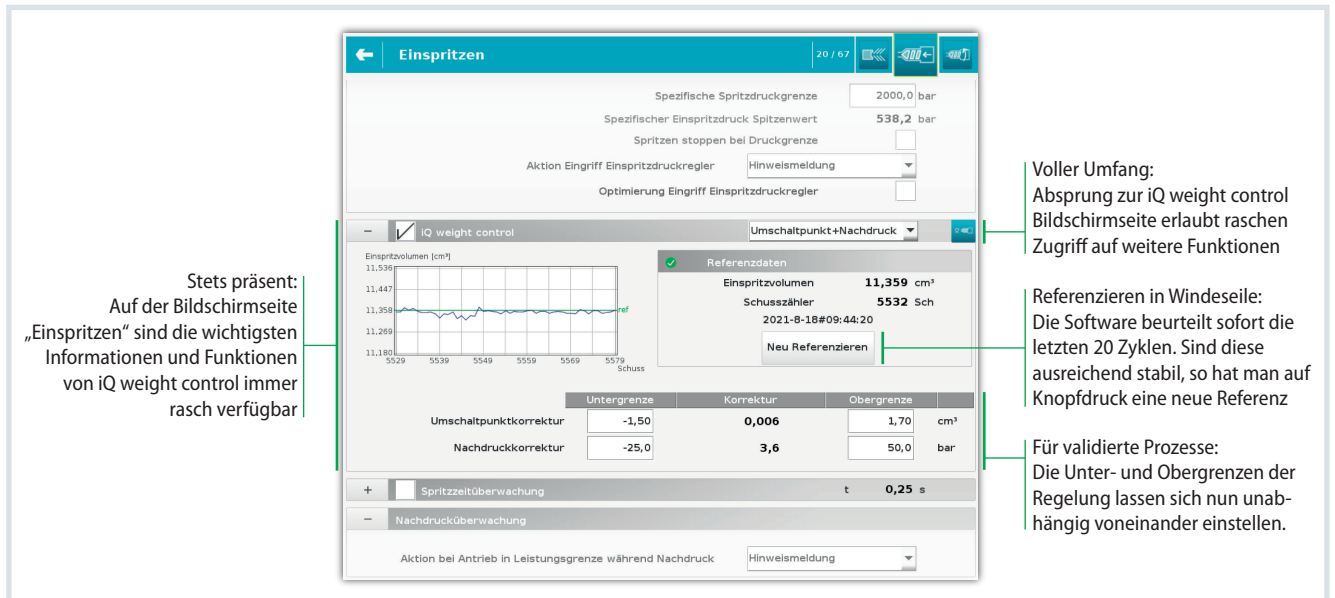 Einspritzen
20 / 67
Spezifische Spritzdruckgrenze 2000,0 bar
Spezifischer Einspritzdruck Spitzenwert 538,2 bar
Spritzen stoppen bei Druckgrenze
Aktion Eingriff Einspritzdruckregler Hinweismeldung
Optimierung Eingriff Einspritzdruckregler
− iQ weight control Umschaltpunkt+Nachdruck
Einspritzvolumen [cm³]
11,536
11,447
11,358
11,269
11,180
ref
5529 5539 5549 5559 5569 5579
Schuss
Referenzdaten
Einspritzvolumen 11,359 cm³
Schusszähler 5532 Sch
2021-8-18#09:44:20
Neu Referenzieren
Untergrenze Korrektur Obergrenze
Umschaltpunktkorrektur -1,50 0,006 1,70 cm³
Nachdruckkorrektur -25,0 3,6 50,0 bar
+ Spritzzeitüberwachung t 0,25 s
− Nachdrucküberwachung
Aktion bei Antrieb in Leistungsgrenze während Nachdruck Hinweismeldung
Stets präsent:
Auf der Bildschirmseite
„Einspritzen“ sind die wichtigsten
Informationen und Funktionen
von iQ weight control immer
rasch verfügbar
Voller Umfang:
Absprung zur iQ weight control
Bildschirmseite erlaubt raschen
Zugriff auf weitere Funktionen
Referenzieren in Windeseile:
Die Software beurteilt sofort die
letzten 20 Zyklen. Sind diese
ausreichend stabil, so hat man auf
Knopfdruck eine neue Referenz
Für validierte Prozesse:
Die Unter- und Obergrenzen der
Regelung lassen sich nun unab-
hängig voneinander einstellen.